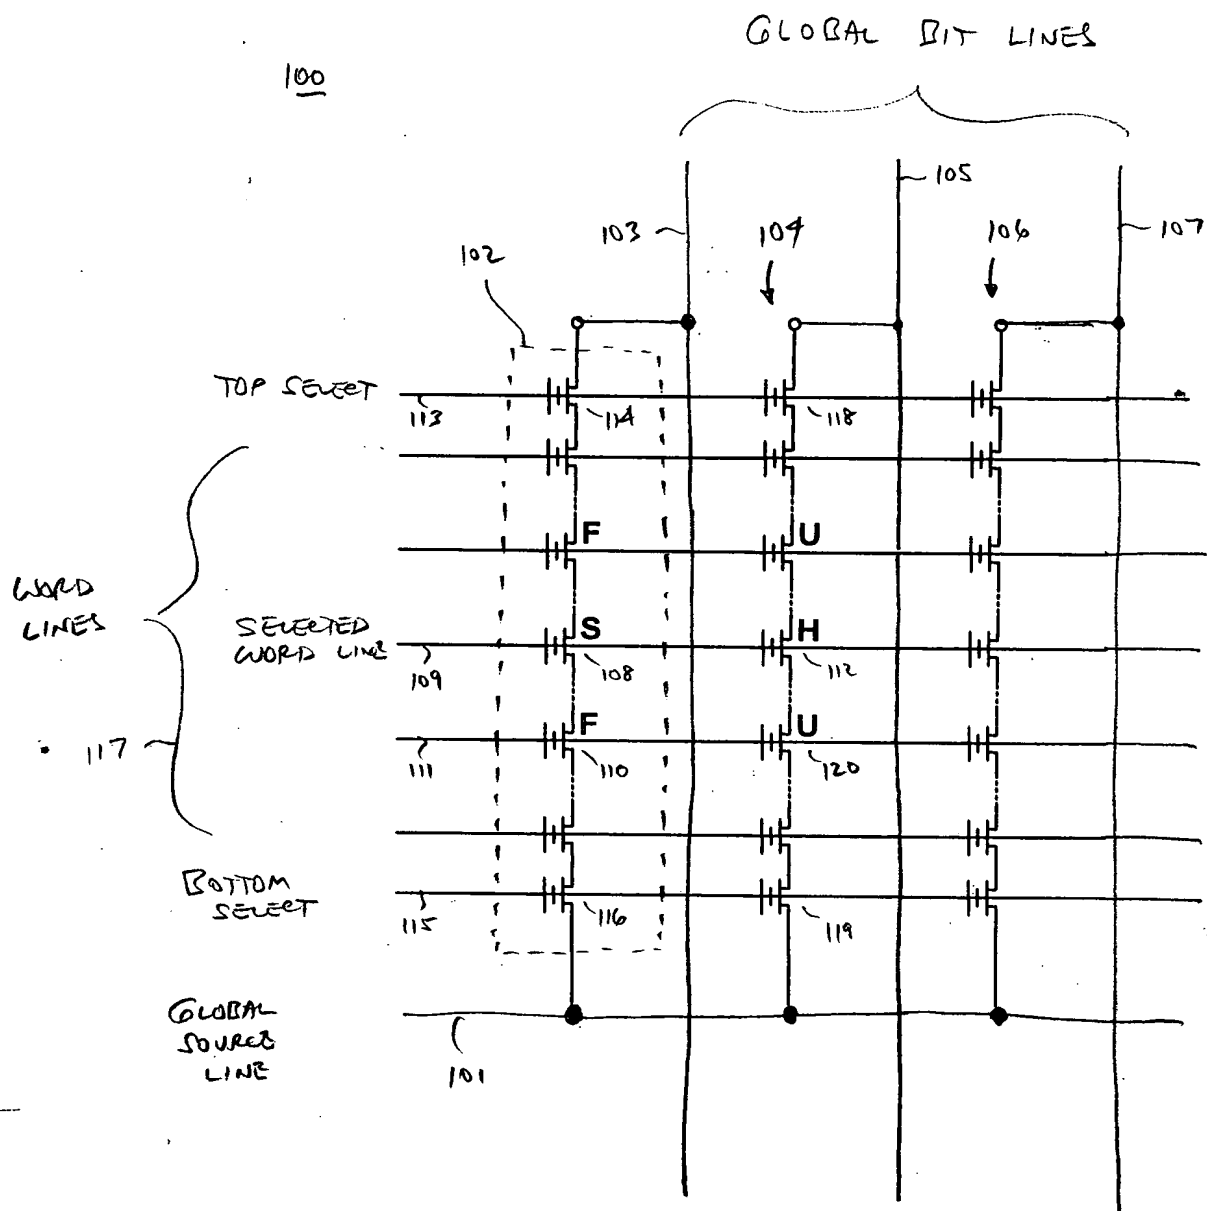 GLOBAL BIT LINES
100
105
103
104
106
107
102
TOP SELECT
113
114
118
F
U
WORD
LINES
SELECTED
WORD LINE
S
H
109
108
112
F
U
117
111
110
120
BOTTOM
SELECT
115
116
119
GLOBAL
SOURCE
LINE
101